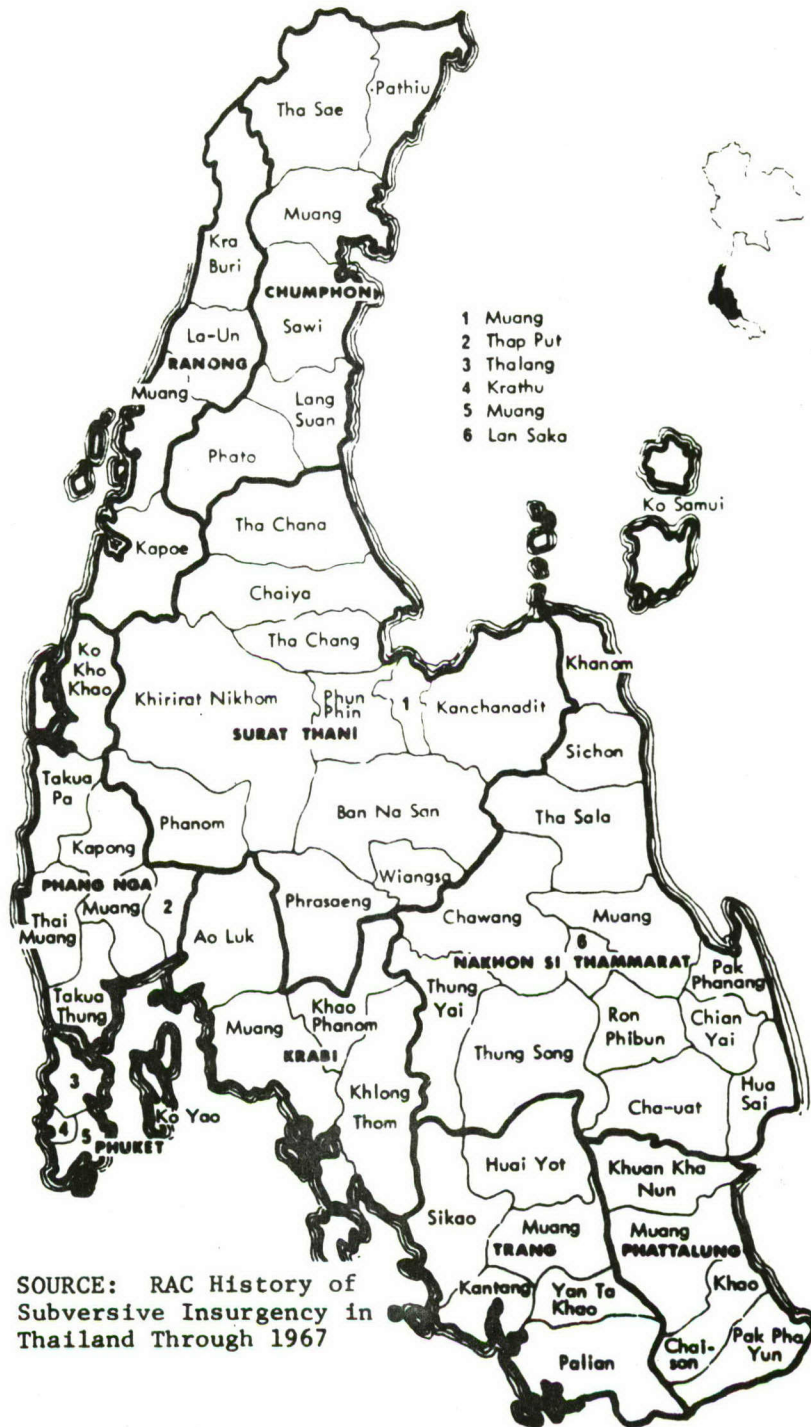 Pathiu
Tha Sae
Muang
Kra
Buri
CHUMPHON
Sawi
La-Un
RANONG
Muang
Lang
Suan
Phato
1 Muang
2 Thap Put
3 Thalang
4 Krathu
5 Muang
6 Lan Saka
Ko Samui
Tha Chana
Kapoe
Chaiya
Tha Chang
Ko
Kho
Khao
Khirirat Nikhom
Phun
Phin
1
Kanchanadit
Khanom
SURAT THANI
Sichon
Takua
Pa
Phanom
Ban Na San
Tha Sala
Kapong
Wiangsa
PHANG NGA
Muang
2
Thai
Muang
Ao Luk
Phrasaeng
Chawang
Muang
6
NAKHON SI THAMMARAT
Pak
Phanang
Takua
Thung
Muang
Khao
Phanom
KRABI
Thung
Yai
Thung Song
Ron
Phibun
Chian
Yai
Hua
Sai
Cha-uat
Khlong
Thom
3
4
5
PHUKET
Ko Yao
Huai Yot
Khuan Kha
Nun
Sikao
Muang
TRANG
Muang
PHATTALUNG
Kantang
Yan Ta
Khao
Khao
Chai-
son
Pak Pha
Yun
Palian
SOURCE: RAC History of
Subversive Insurgency in
Thailand Through 1967